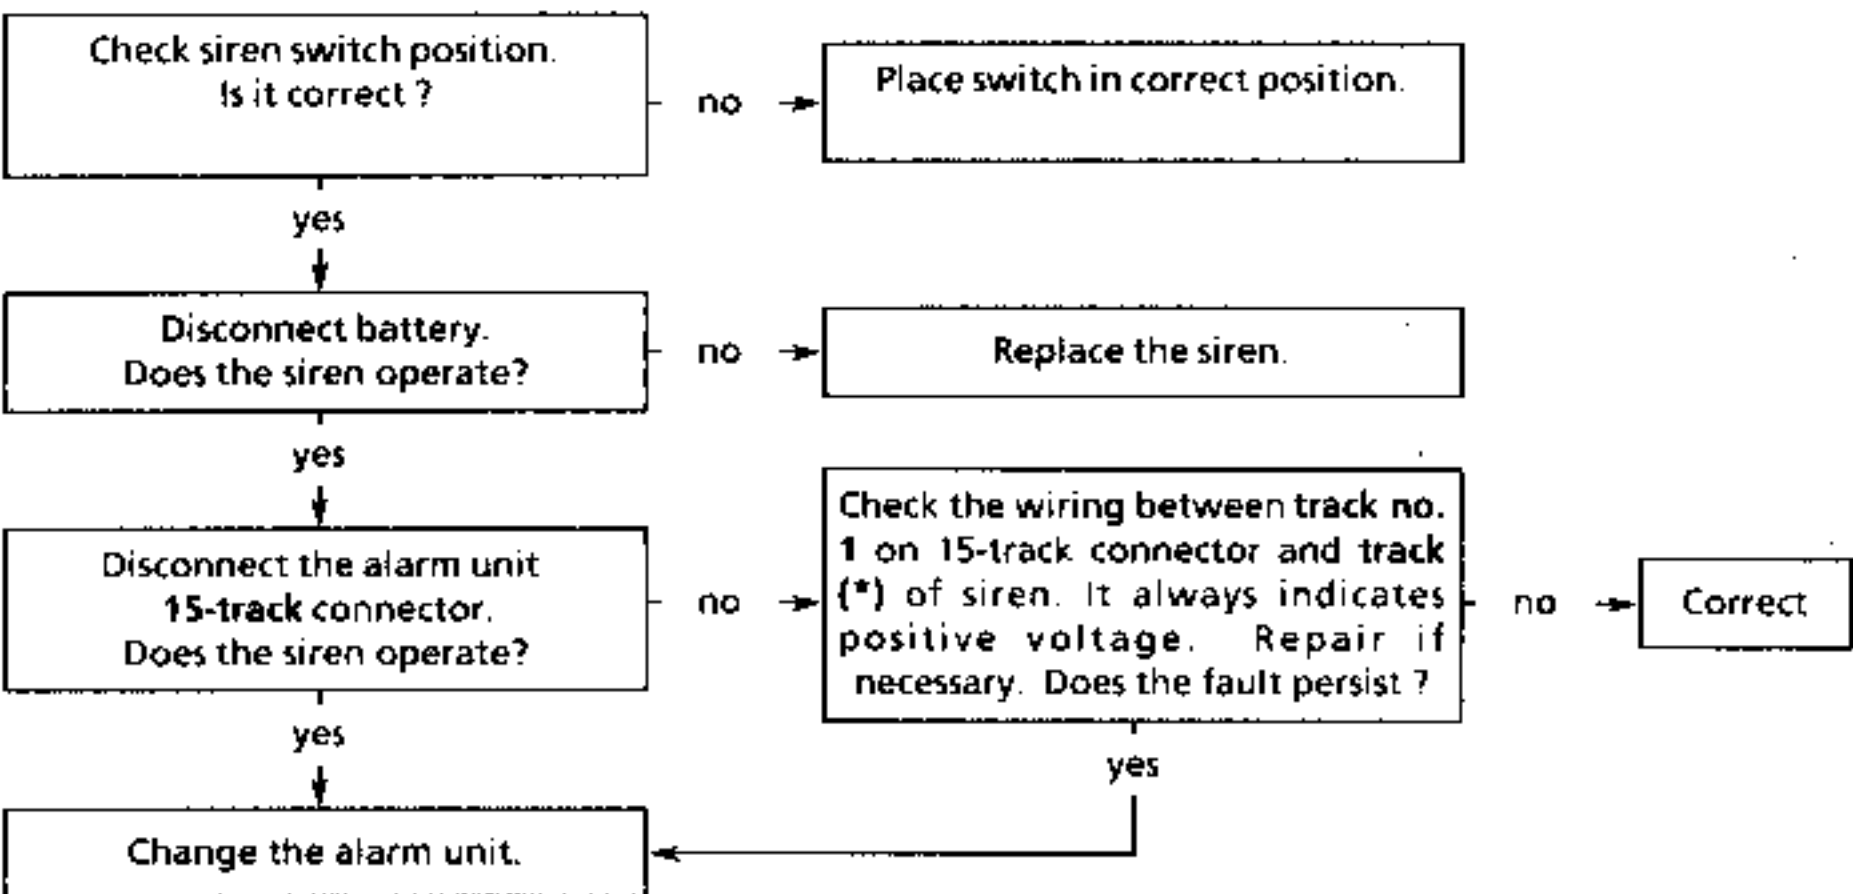 Check siren switch position.
Is it correct ?
no
Place switch in correct position.
yes
Disconnect battery.
Does the siren operate?
no
Replace the siren.
yes
Disconnect the alarm unit
15-track connector.
Does the siren operate?
no
Check the wiring between track no.
1 on 15-track connector and track
(*) of siren. It always indicates
positive voltage. Repair if
necessary. Does the fault persist ?
no
Correct
yes
yes
Change the alarm unit.